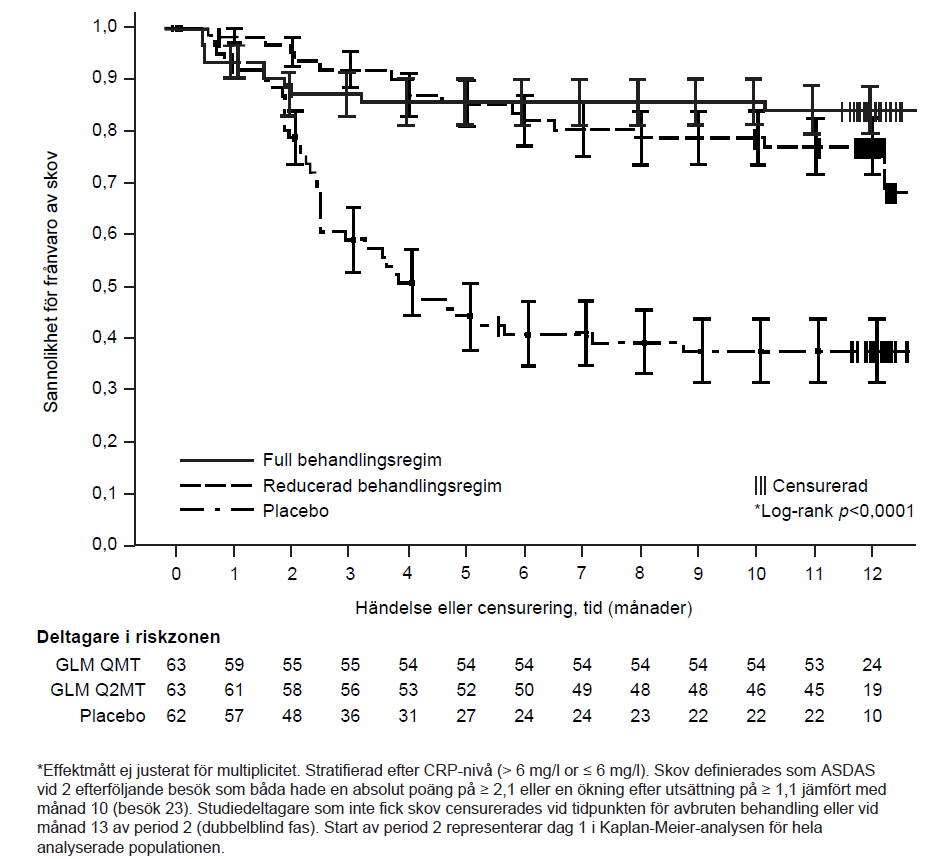 Sannolikhet för frånvaro av skov
1,0
0,9
0,8
0,7
0,6
0,5
0,4
0,3
0,2
0,1
0,0
Full behandlingsregim
Reducerad behandlingsregim
Placebo
Censurerad
*Log-rank p<0,0001
0 1 2 3 4 5 6 7 8 9 10 11 12
Händelse eller censurering, tid (månader)
Deltagare i riskzonen
GLM QMT 63 59 55 55 54 54 54 54 54 54 54 53 24
GLM Q2MT 63 61 58 56 53 52 50 49 48 48 46 45 19
Placebo 62 57 48 36 31 27 24 24 23 22 22 22 10
*Effektmått ej justerat för multiplicitet. Stratifierad efter CRP-nivå (> 6 mg/l or ≤ 6 mg/l). Skov definierades som ASDAS
vid 2 efterföljande besök som båda hade en absolut poäng på ≥ 2,1 eller en ökning efter utsättning på ≥ 1,1 jämfört med
månad 10 (besök 23). Studiedeltagare som inte fick skov censurerades vid tidpunkten för avbruten behandling eller vid
månad 13 av period 2 (dubbelblind fas). Start av period 2 representerar dag 1 i Kaplan-Meier-analysen för hela
analyserade populationen.